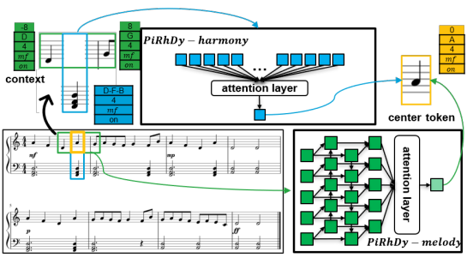 -8
D
4
mf
on
8
G
4
mf
on
context
D-F-B
4
mf
on
PiRhDy-harmony
...
attention layer
0
A
4
mf
on
center token
mf
mp
p
ff
attention layer
PiRhDy-melody